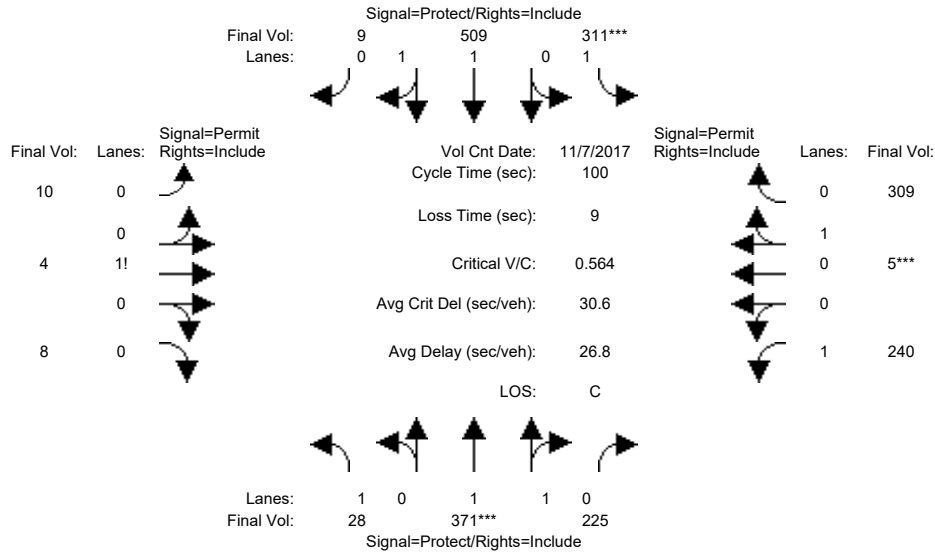 Signal=Protect/Rights=Include
Final Vol: 9 509 311***
Lanes: 0 1 1 0 1
Signal=Permit
Final Vol: Lanes: Rights=Include
Vol Cnt Date: 11/7/2017
Signal=Permit
Rights=Include Lanes: Final Vol:
Cycle Time (sec): 100
10 0
0 309
Loss Time (sec): 9
0
1
4 1!
Critical V/C: 0.564
0 5***
0
Avg Crit Del (sec/veh): 30.6
0
8 0
Avg Delay (sec/veh): 26.8
1 240
LOS: C
Lanes: 1 0 1 1 0
Final Vol: 28 371*** 225
Signal=Protect/Rights=Include